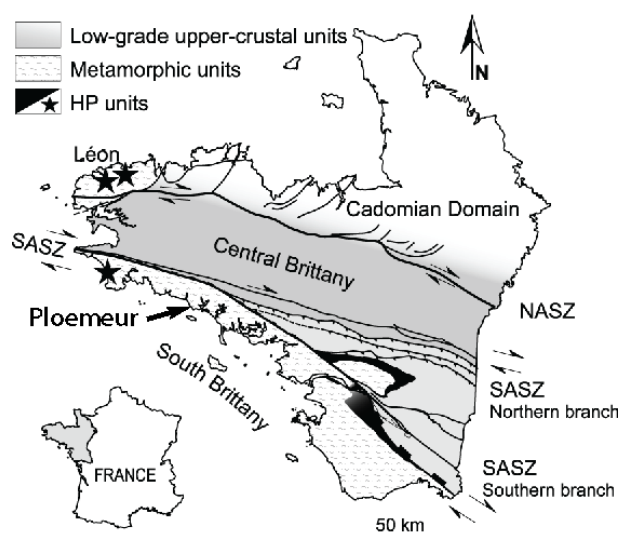 Low-grade upper-crustal units
Metamorphic units
HP units
N
Léon
Cadomian Domain
SASZ
Central Brittany
Ploemeur
NASZ
South Brittany
SASZ
Northern branch
FRANCE
SASZ
Southern branch
50 km